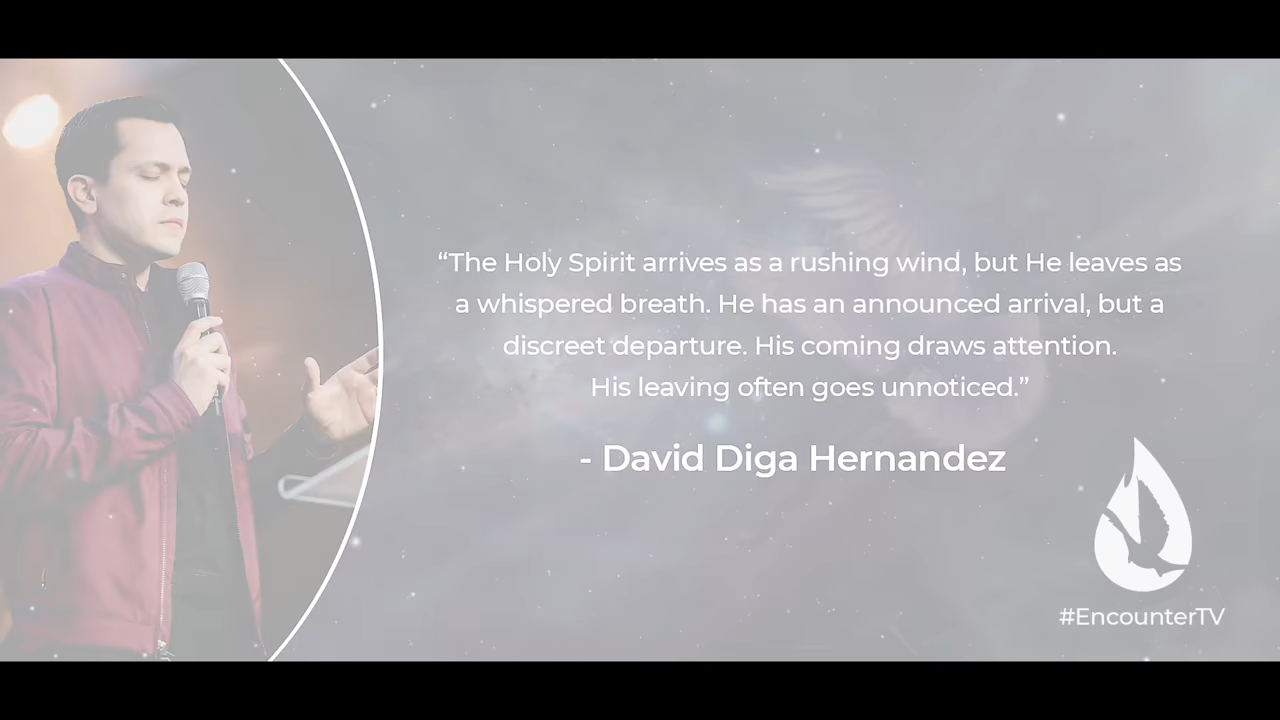 “The Holy Spirit arrives as a rushing wind, but He leaves as
a whispered breath. He has an announced arrival, but a
discreet departure. His coming draws attention.
His leaving often goes unnoticed.”
- David Diga Hernandez
#EncounterTV